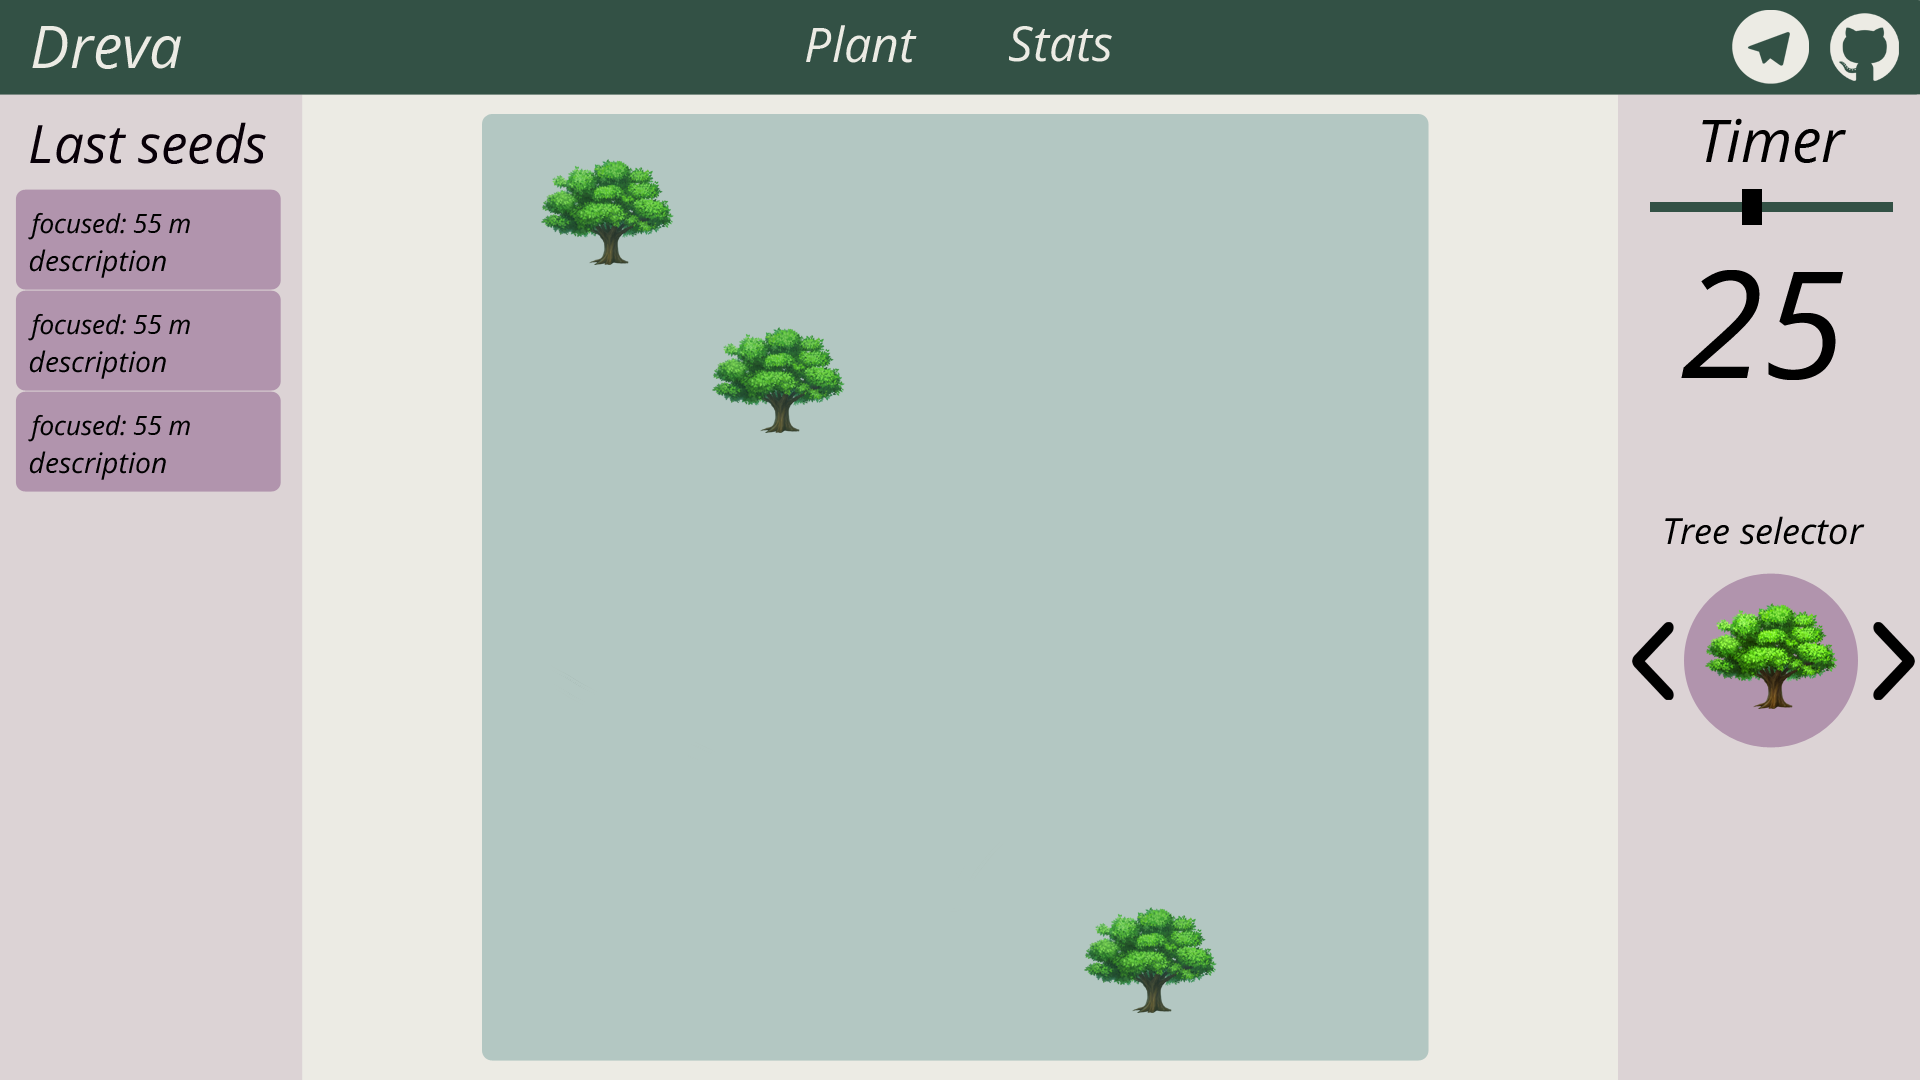 Dreva
Plant
Stats
Last seeds
focused: 55 m
description
focused: 55 m
description
focused: 55 m
description
Timer
25
Tree selector